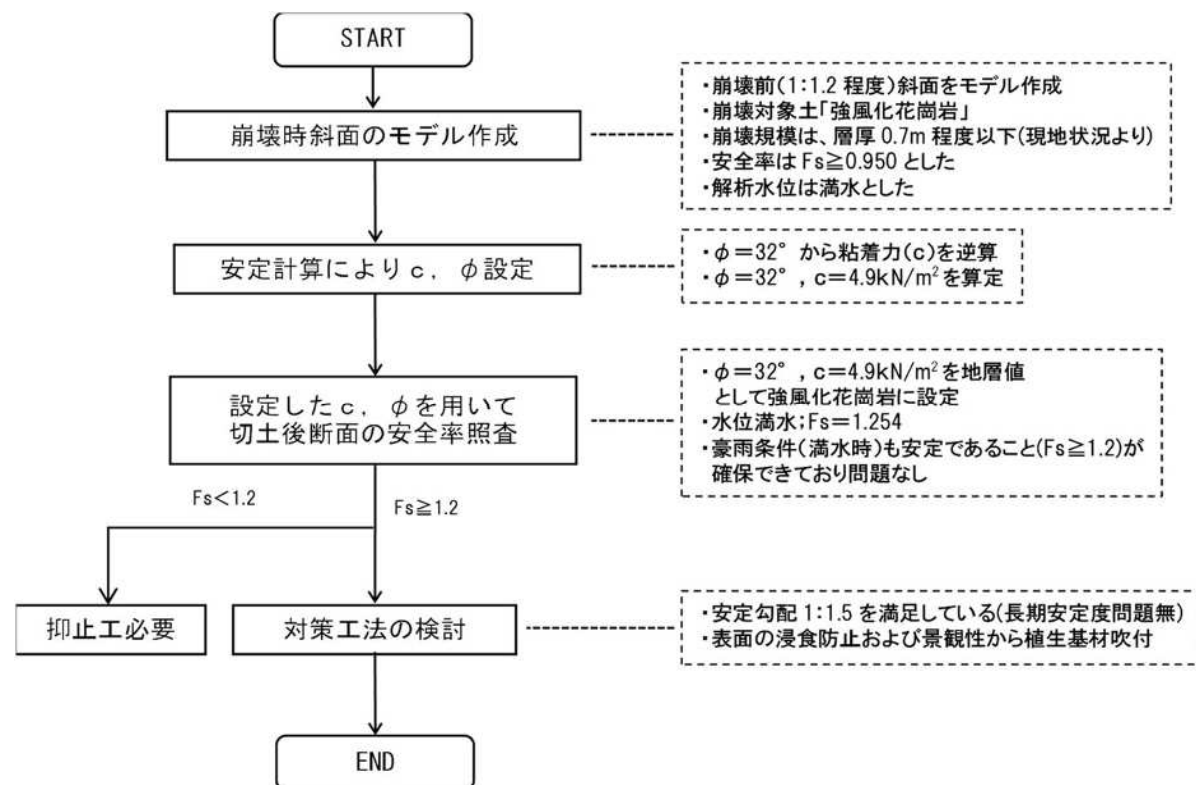 START
崩壊時斜面のモデル作成
・崩壊前(1:1.2 程度)斜面をモデル作成
・崩壊対象土「強風化花崗岩」
・崩壊規模は、層厚 0.7m 程度以下(現地状況より)
・安全率は Fs≧0.950 とした
・解析水位は満水とした
安定計算によりc, φ設定
・φ=32° から粘着力(c)を逆算
・φ=32° , c=4.9kN/m²を算定
設定したc, φを用いて
切土後断面の安全率照査
・φ=32° , c=4.9kN/m²を地層値
として強風化花崗岩に設定
・水位満水;Fs=1.254
・豪雨条件(満水時)も安定であること(Fs≧1.2)が
確保できており問題なし
Fs<1.2
Fs≧1.2
抑止工必要
対策工法の検討
・安定勾配 1:1.5 を満足している(長期安定度問題無)
・表面の浸食防止および景観性から植生基材吹付
END